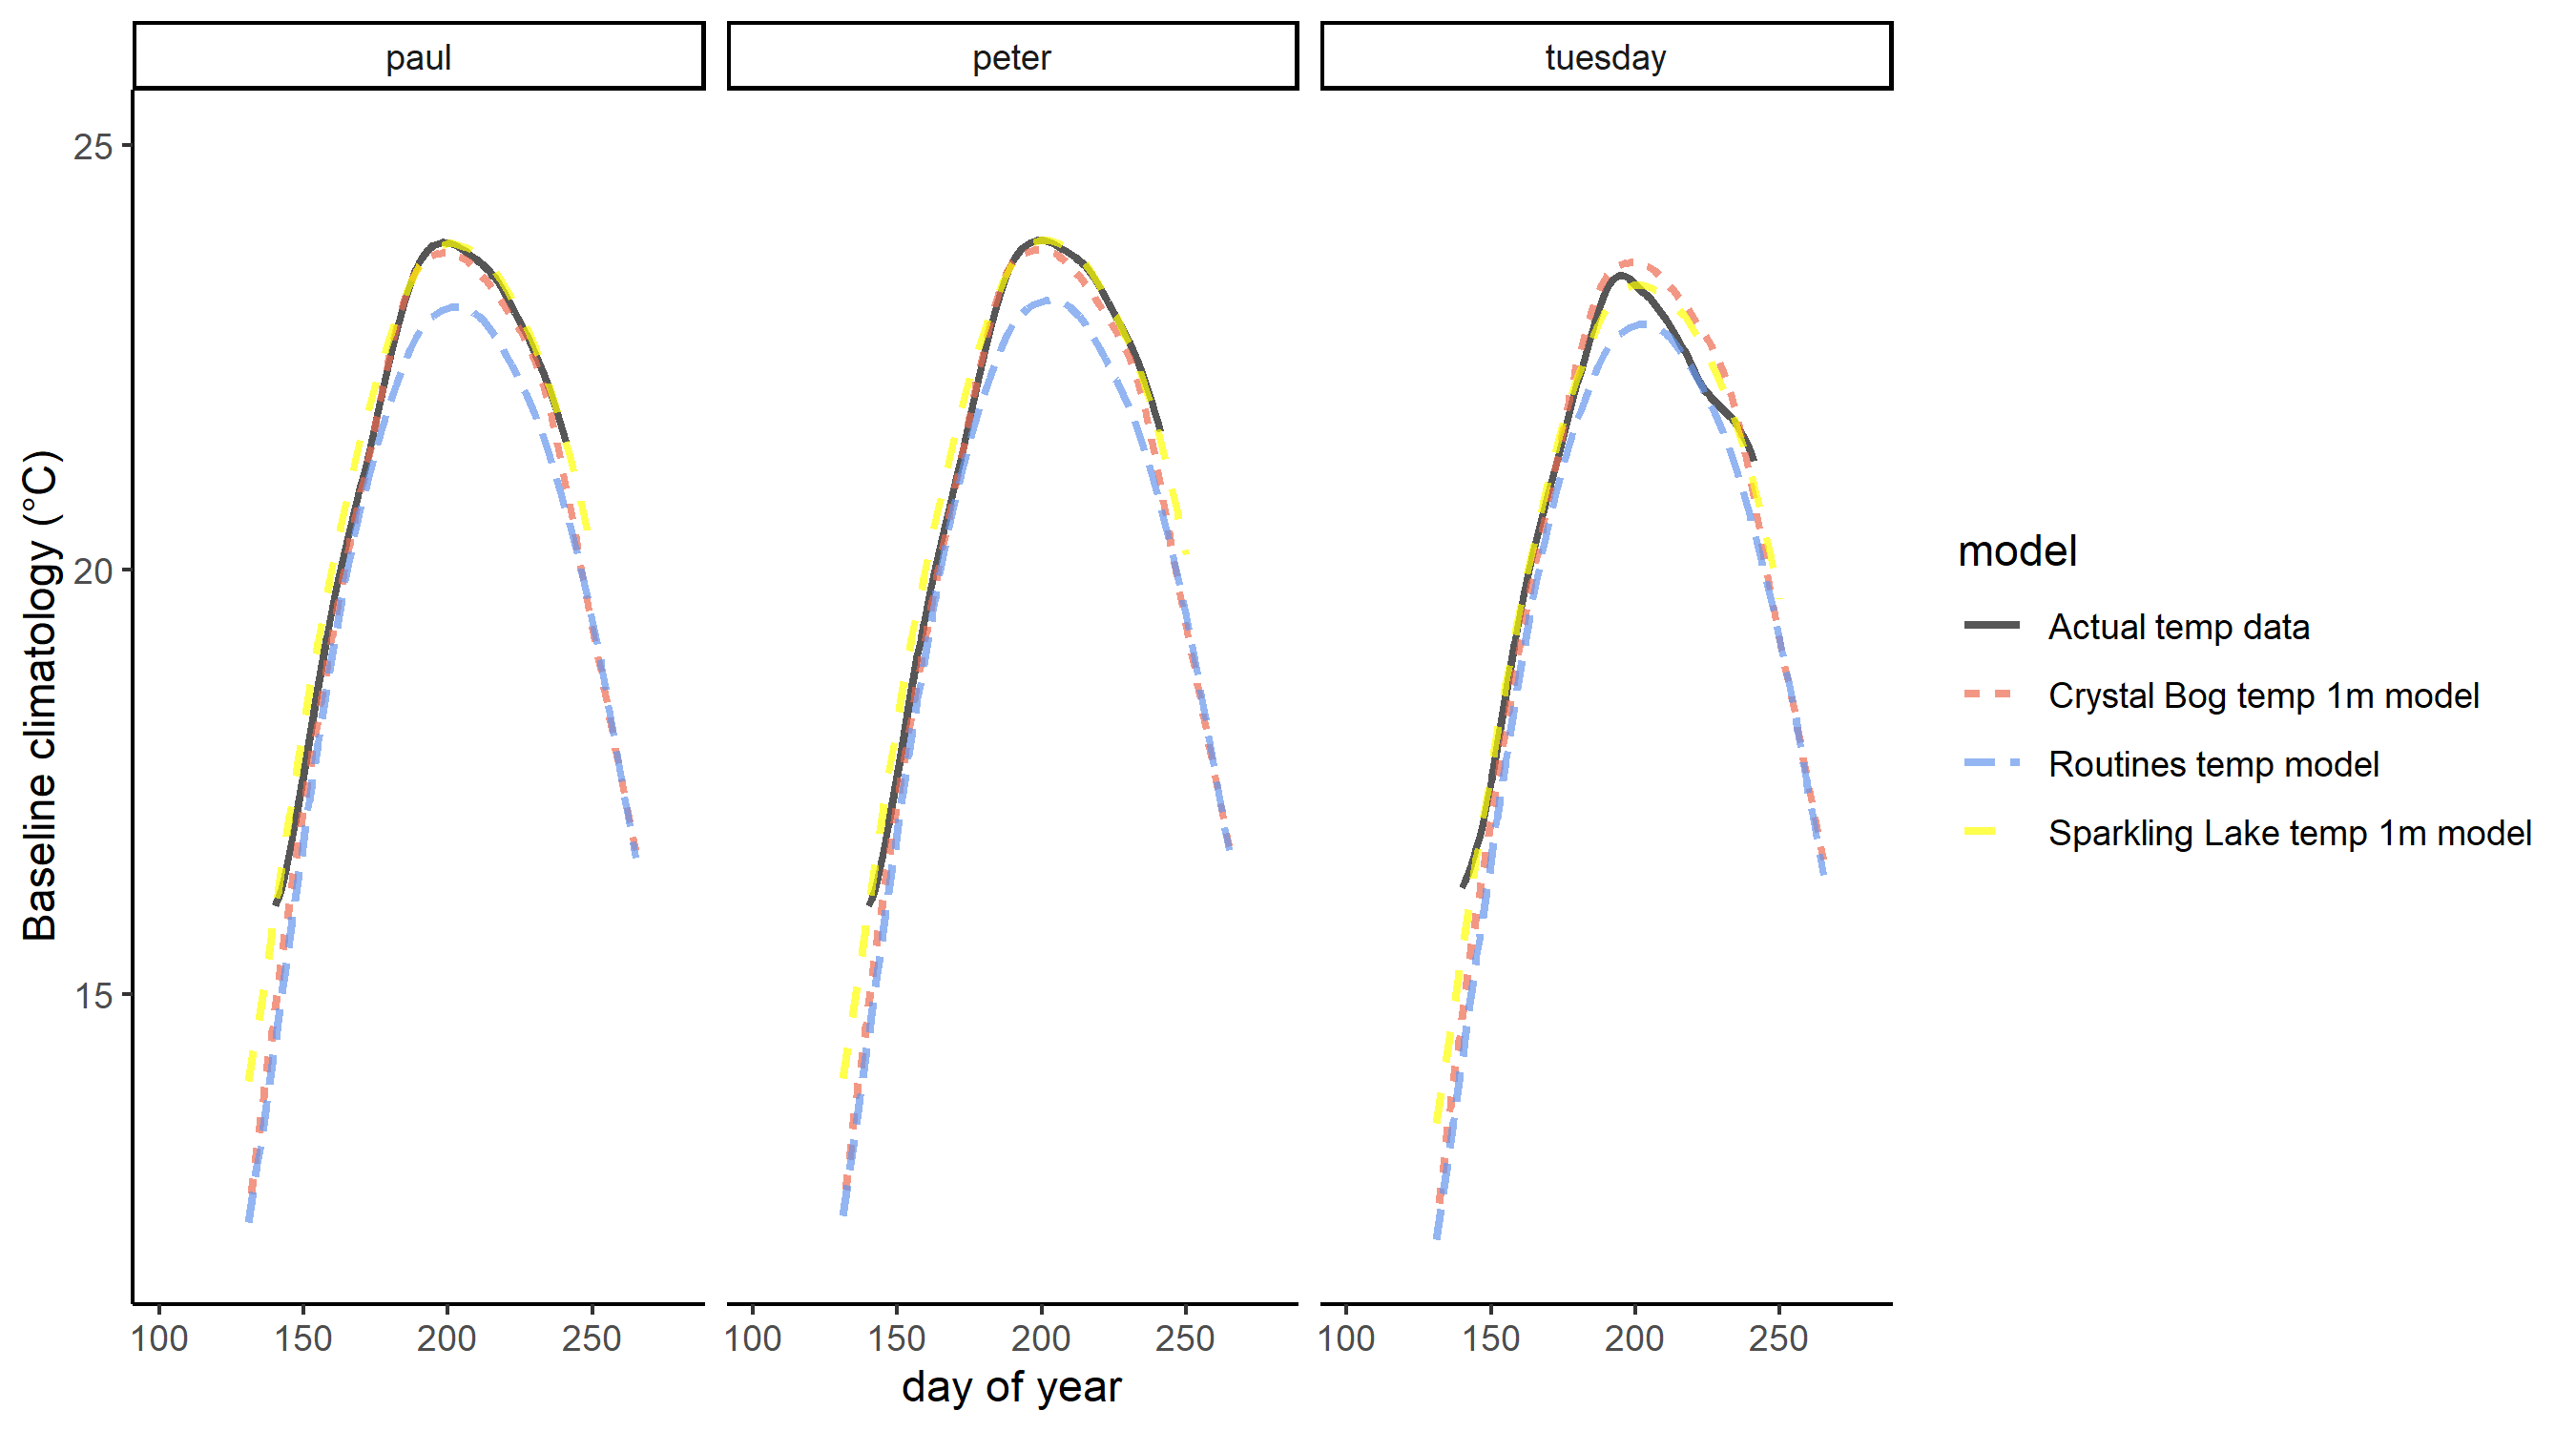 paul peter tuesday
25
20
15
Baseline climatology (°C)
100 150 200 250 100 150 200 250 100 150 200 250
day of year
model
Actual temp data
Crystal Bog temp 1m model
Routines temp model
Sparkling Lake temp 1m model